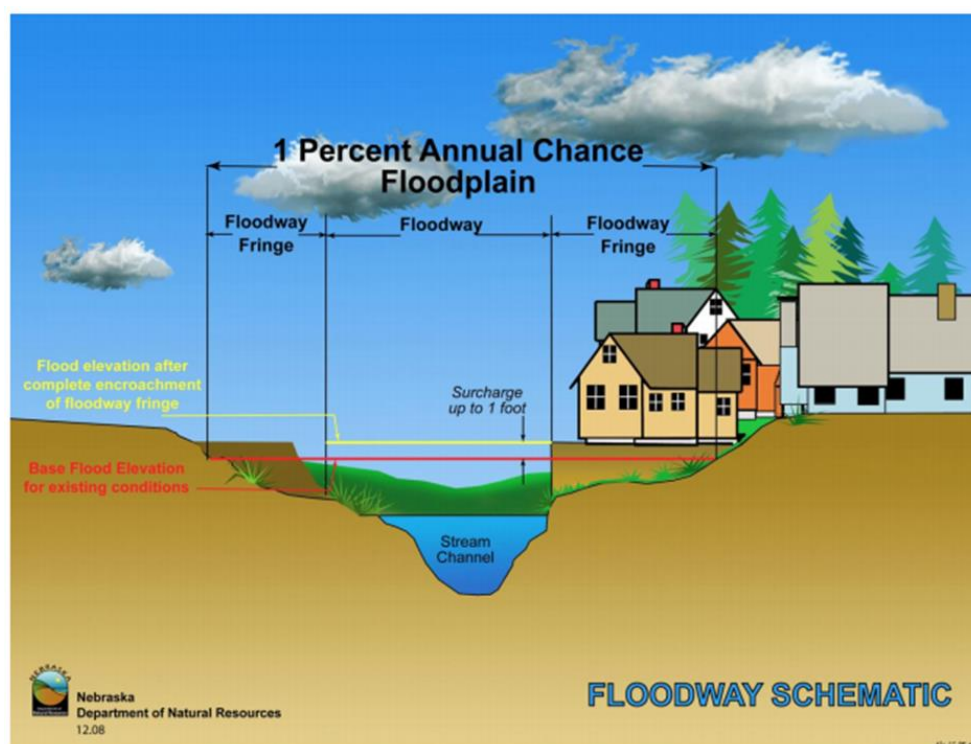 1 Percent Annual Chance
Floodplain
Floodway
Fringe
Floodway
Floodway
Fringe
Flood elevation after
complete encroachment
of floodway fringe
Surcharge
up to 1 foot
Base Flood Elevation
for existing conditions
Stream
Channel
NEBRASKA
Nebraska
Department of Natural Resources
12.08
FLOODWAY SCHEMATIC